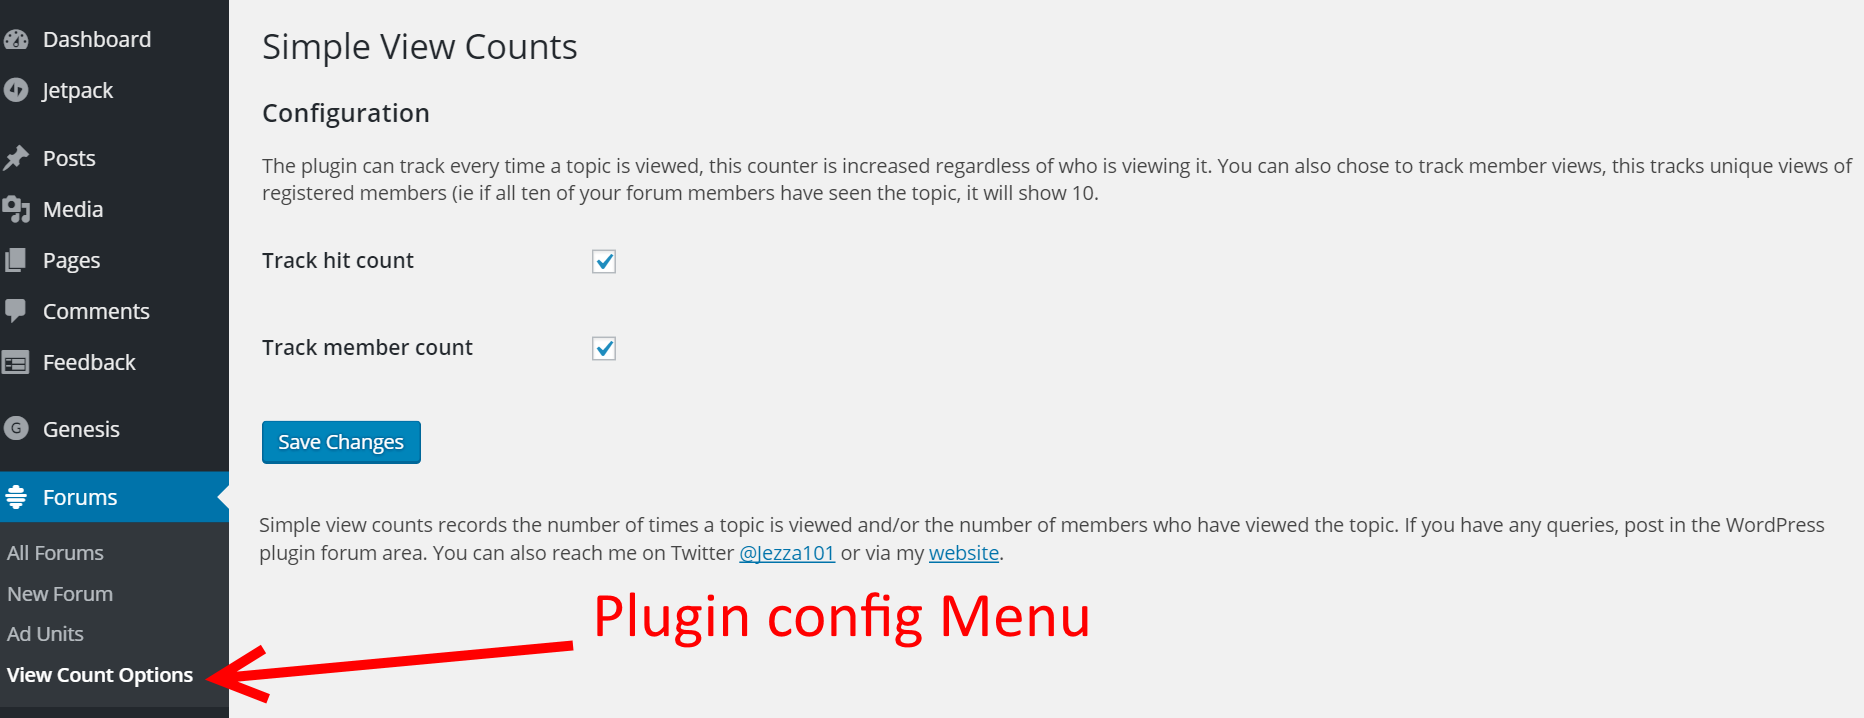 Dashboard
Jetpack
Posts
Media
Pages
Comments
Feedback
G
Genesis
Forums
All Forums
New Forum
Ad Units
View Count Options
Simple View Counts
Configuration
The plugin can track every time a topic is viewed, this counter is increased regardless of who is viewing it. You can also chose to track member views, this tracks unique views of
registered members (ie if all ten of your forum members have seen the topic, it will show 10.
Track hit count
Track member count
Save Changes
Simple view counts records the number of times a topic is viewed and/or the number of members who have viewed the topic. If you have any queries, post in the WordPress
plugin forum area. You can also reach me on Twitter @Jezza101 or via my website.
Plugin config Menu